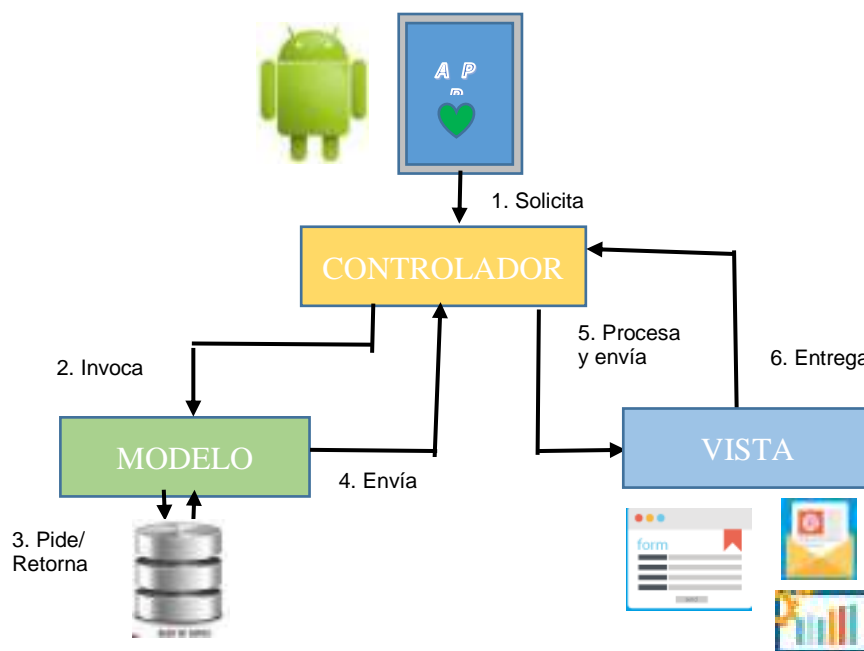 A P
1. Solicita
CONTROLADOR
5. Procesa
y envía
6. Entrega
2. Invoca
MODELO
VISTA
4. Envía
3. Pide/
Retorna
form